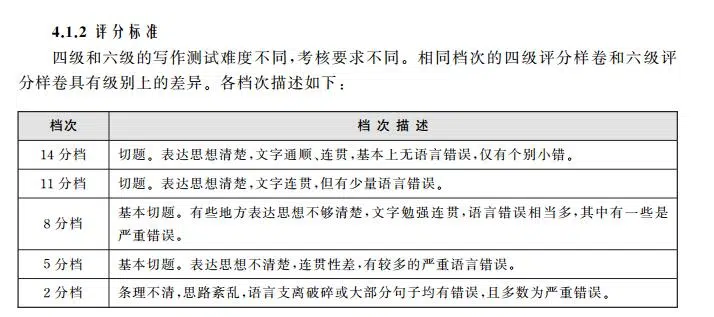 4.1.2 评分标准
四级和六级的写作测试难度不同,考核要求不同。相同档次的四级评分样卷和六级评
分样卷具有级别上的差异。各档次描述如下:
档次 档次描述
14 分档 切题。表达思想清楚,文字通顺、连贯,基本上无语言错误,仅有个别小错。
11 分档 切题。表达思想清楚,文字连贯,但有少量语言错误。
8 分档 基本切题。有些地方表达思想不够清楚,文字勉强连贯,语言错误相当多,其中有一些是
严重错误。
5 分档 基本切题。表达思想不清楚,连贯性差,有较多的严重语言错误。
2 分档 条理不清,思路紊乱,语言支离破碎或大部分句子均有错误,且多数为严重错误。